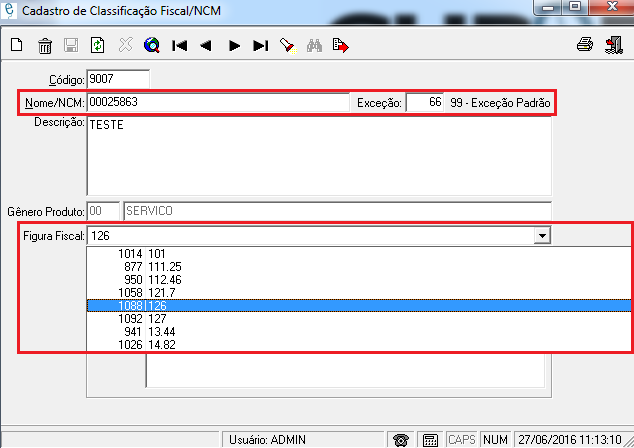 Cadastro de Classificação Fiscal/NCM
Código: 9007
Nome/NCM: 00025863 Exceção: 66 99 - Exceção Padrão
Descrição: TESTE
Gênero Produto: 00 SERVICO
Figura Fiscal: 126
1014 101
877 111.25
950 112.46
1058 121.7
1088 126
1092 127
941 13.44
1026 14.82
Usuário: ADMIN CAPS NUM 27/06/2016 11:13:10